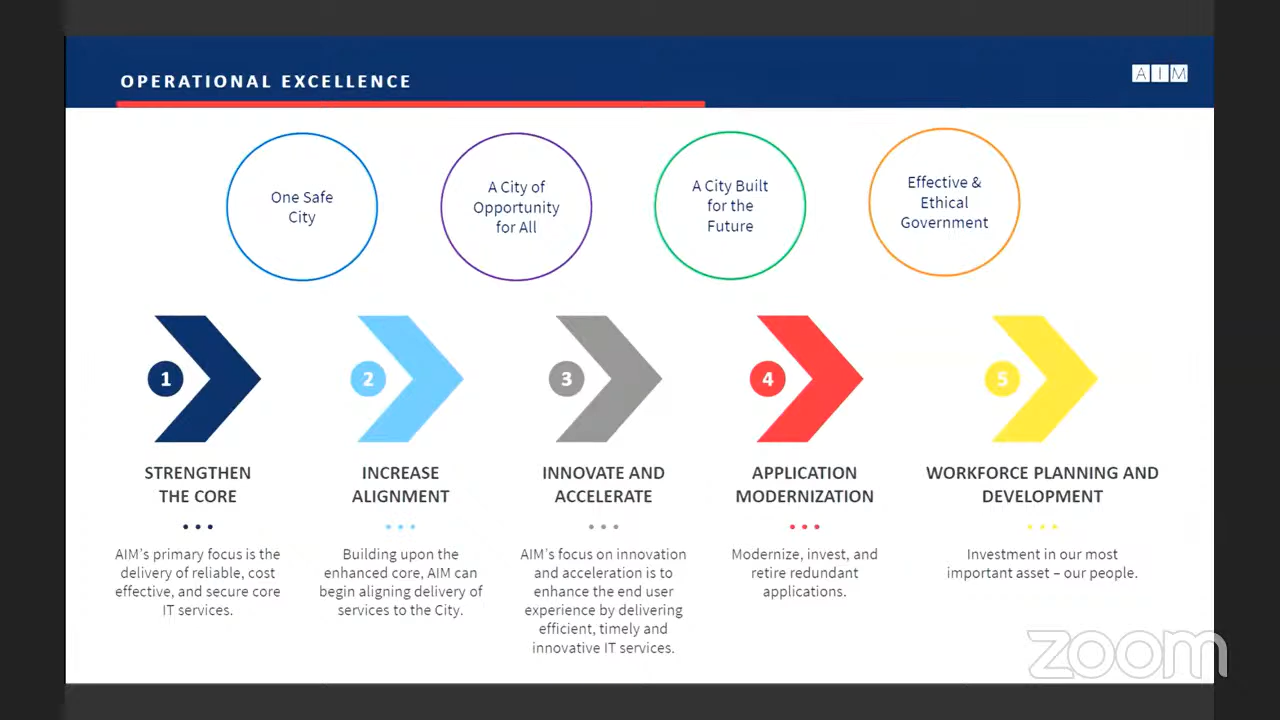 OPERATIONAL EXCELLENCE
AIM
One Safe
City
A City of
Opportunity
for All
A City Built
for the
Future
Effective &
Ethical
Government
1
2
3
4
5
STRENGTHEN
THE CORE
AIM's primary focus is the
delivery of reliable, cost
effective, and secure core
IT services.
INCREASE
ALIGNMENT
Building upon the
enhanced core, AIM can
begin aligning delivery of
services to the City.
INNOVATE AND
ACCELERATE
AIM's focus on innovation
and acceleration is to
enhance the end user
experience by delivering
efficient, timely and
innovative IT services.
APPLICATION
MODERNIZATION
Modernize, invest, and
retire redundant
applications.
WORKFORCE PLANNING AND
DEVELOPMENT
Investment in our most
important asset – our people.
zoom